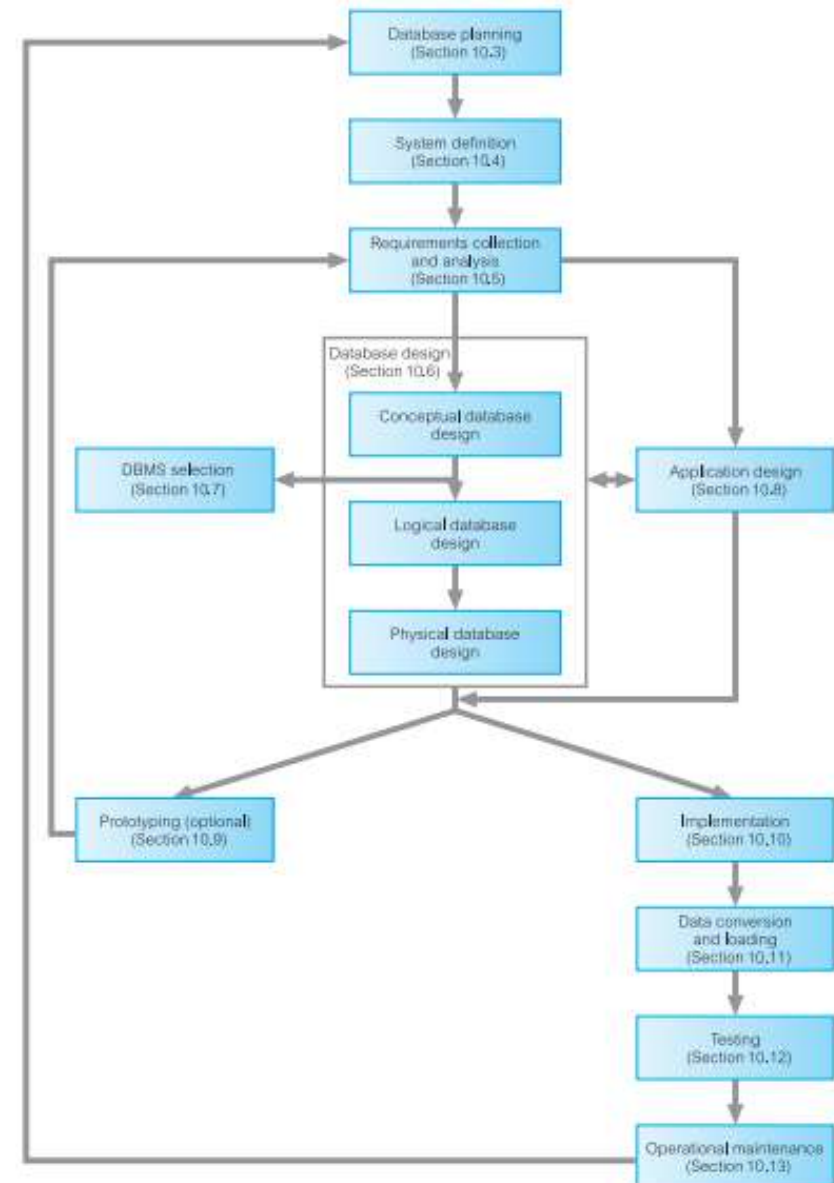 Database planning
(Section 10.3)
System definition
(Section 10.4)
Requirements collection
and analysis
(Section 10.5)
Database design
(Section 10.6)
Conceptual database
design
DBMS selection
(Section 10.7)
Application design
(Section 10.8)
Logical database
design
Physical database
design
Prototyping (optional)
(Section 10.9)
Implementation
(Section 10.10)
Data conversion
and loading
(Section 10.11)
Testing
(Section 10.12)
Operational maintenance
(Section 10.13)